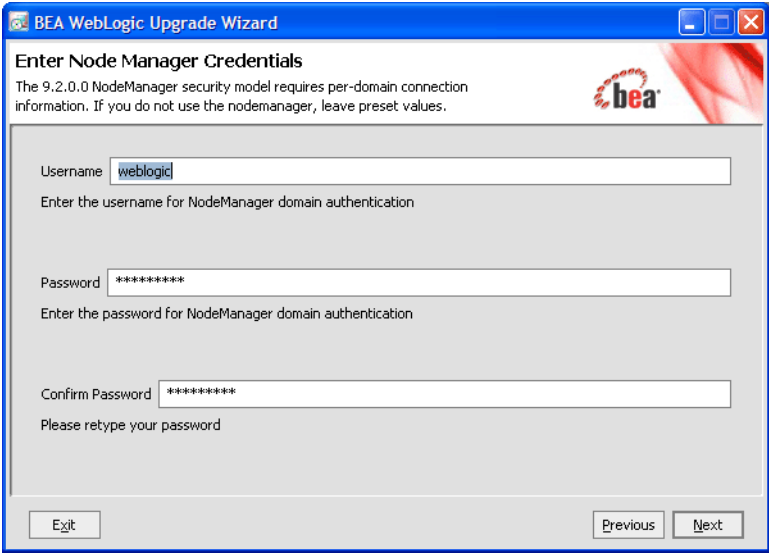 BEA WebLogic Upgrade Wizard
Enter Node Manager Credentials
The 9.2.0.0 NodeManager security model requires per-domain connection
information. If you do not use the nodemanager, leave preset values.
bea
Username weblogic
Enter the username for NodeManager domain authentication
Password *********
Enter the password for NodeManager domain authentication
Confirm Password *********
Please retype your password
Exit Previous Next